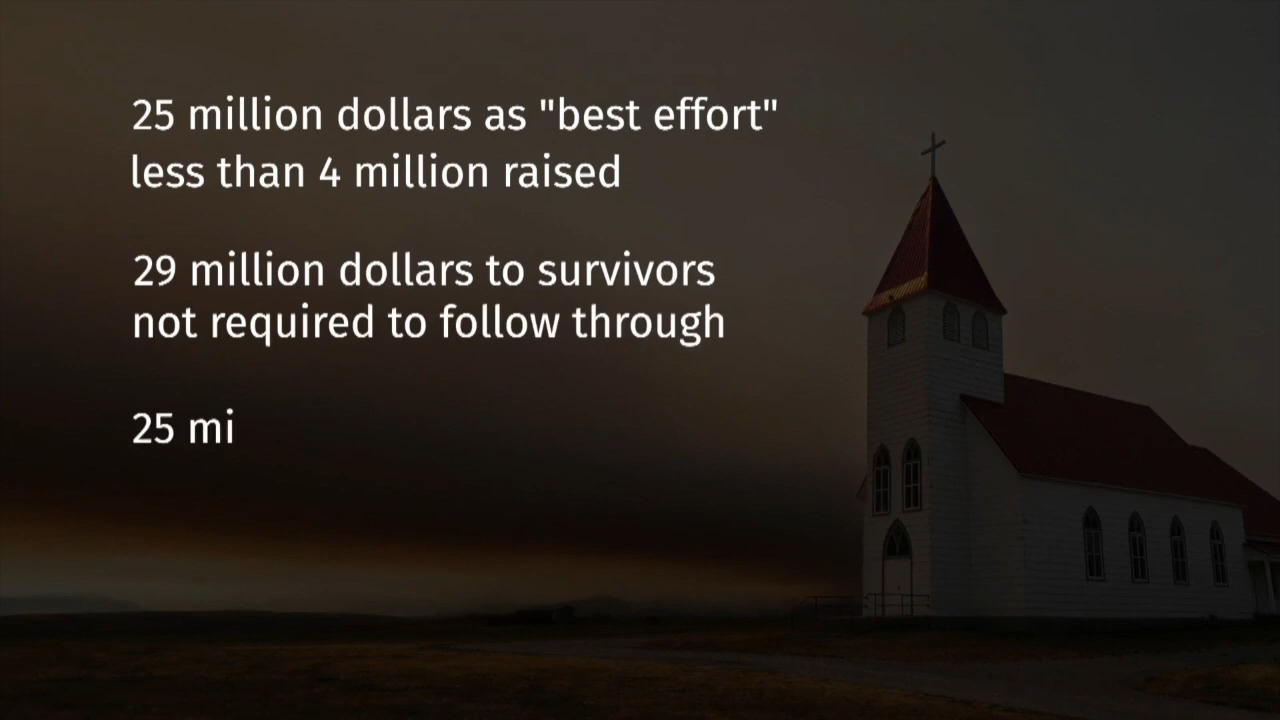 25 million dollars as "best effort"
less than 4 million raised
29 million dollars to survivors
not required to follow through
25 mi